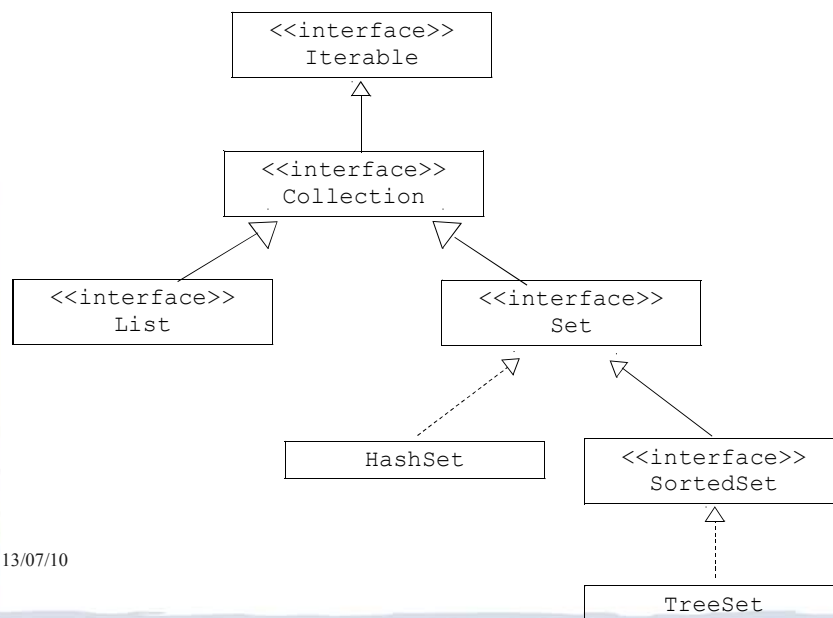 <<interface>>
Iterable
<<interface>>
Collection
<<interface>>
List
<<interface>>
Set
HashSet
<<interface>>
SortedSet
13/07/10
TreeSet